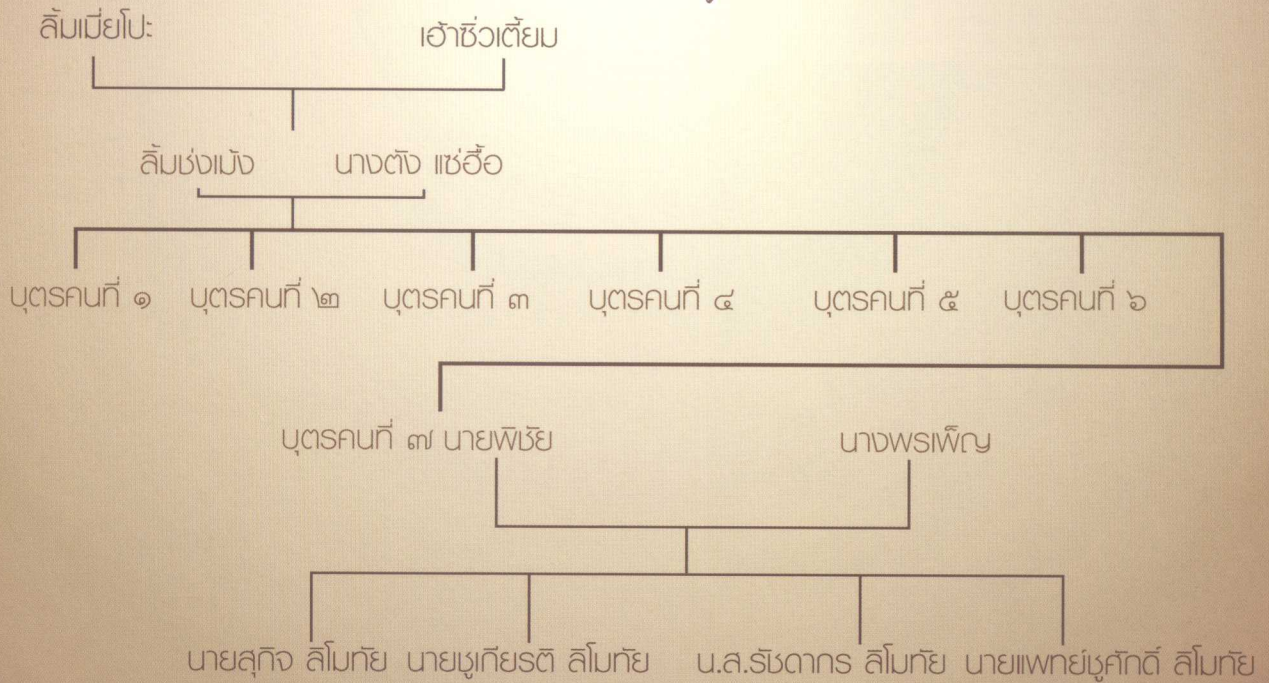 ลิ้มเมี่ยโปะ เฮ้าซิ่วเตี้ยม
ลิ้มช่งเม้ง นางตัง แซ่ฮื้อ
บุตรคนที่ ๑ บุตรคนที่ ๒ บุตรคนที่ ๓ บุตรคนที่ ๔ บุตรคนที่ ๕ บุตรคนที่ ๖
บุตรคนที่ ๗ นายพิชัย นางพรเพ็ญ
นายสุกิจ ลิโมทัย นายชูเกียรติ ลิโมทัย น.ส.รัชดากร ลิโมทัย นายแพทย์ชูศักดิ์ ลิโมทัย